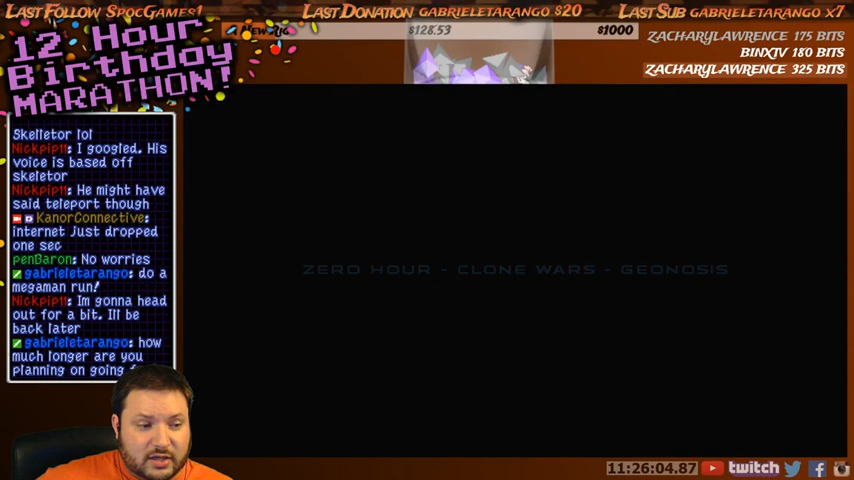 LAST FOLLOW SPOCGAMES1
LAST DONATION GABRIELETARANGO $20
LAST SUB GABRIELETARANGO X7
12 Hour
Birthday
MARATHON!
$128.53
$1000
ZACHARYLAWRENCE 175 BITS
BINXTV 180 BITS
ZACHARYLAWRENCE 325 BITS
Skelletor lol
Nickpip11: I googled. His
voice is based off
skeletor
Nickpip11: He might have
said teleport though
KanorConnective:
internet just dropped
one sec
penBaron: No worries
gabrieletarango: do a
megaman run!
Nickpip11: Im gonna head
out for a bit. Ill be
back later
gabrieletarango: how
much longer are you
planning on going
ZERO HOUR - CLONE WARS - GEONOSIS
11:26:04.87
twitch